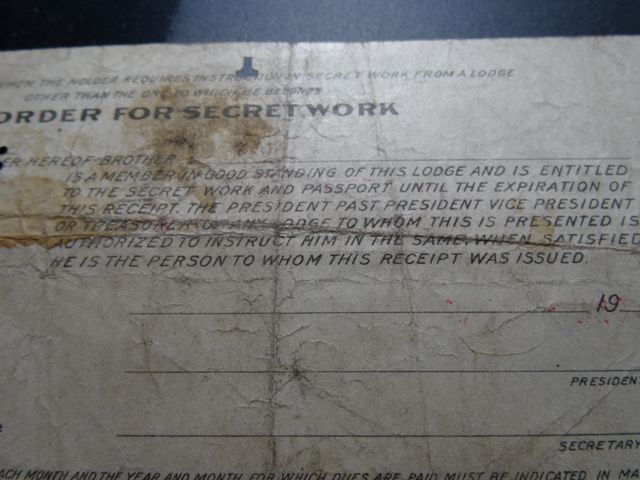 WHEN THE HOLDER REQUIRES INSTRUCTION IN SECRET WORK FROM A LODGE
OTHER THAN THE ONE TO WHICH HE BELONGS
ORDER FOR SECRET WORK
ER HEREOF BROTHER
IS A MEMBER IN GOOD STANDING OF THIS LODGE AND IS ENTITLED
TO THE SECRET WORK AND PASSPORT UNTIL THE EXPIRATION OF
THIS RECEIPT. THE PRESIDENT PAST PRESIDENT VICE PRESIDENT
OR TREASURER OF ANY LODGE TO WHOM THIS IS PRESENTED IS
AUTHORIZED TO INSTRUCT HIM IN THE SAME, WHEN SATISFIED
HE IS THE PERSON TO WHOM THIS RECEIPT WAS ISSUED.
19
PRESIDENT
SECRETARY
ACH MONTH AND THE YEAR AND MONTH FOR WHICH DUES ARE PAID MUST BE INDICATED IN MA